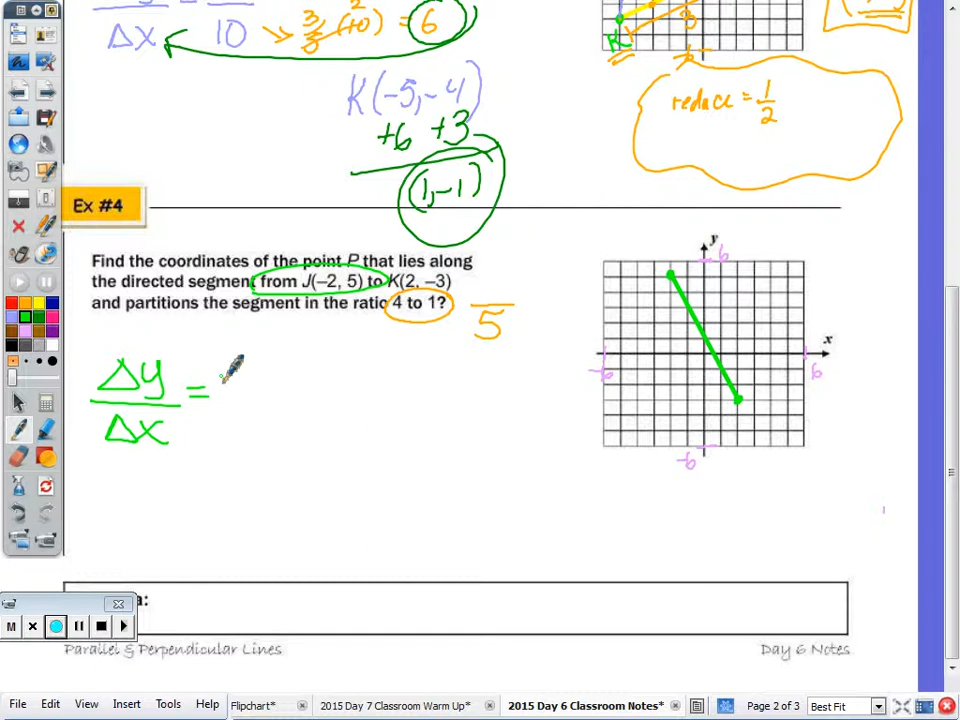 Δx 10 3/5 (10) 2 = 6
K
K(-5,-4)
+6 +3
(1,-1)
reduce = 1/2
Ex #4
Find the coordinates of the point P that lies along
the directed segment from J(–2, 5) to K(2, –3)
and partitions the segment in the ratio 4 to 1?
5
Δy/Δx =
y
6
x
-6
6
-6
a:
M
Parallel & Perpendicular Lines
Day 6 Notes
File Edit View Insert Tools Help Flipchart* 2015 Day 7 Classroom Warm Up* 2015 Day 6 Classroom Notes* Page 2 of 3 Best Fit